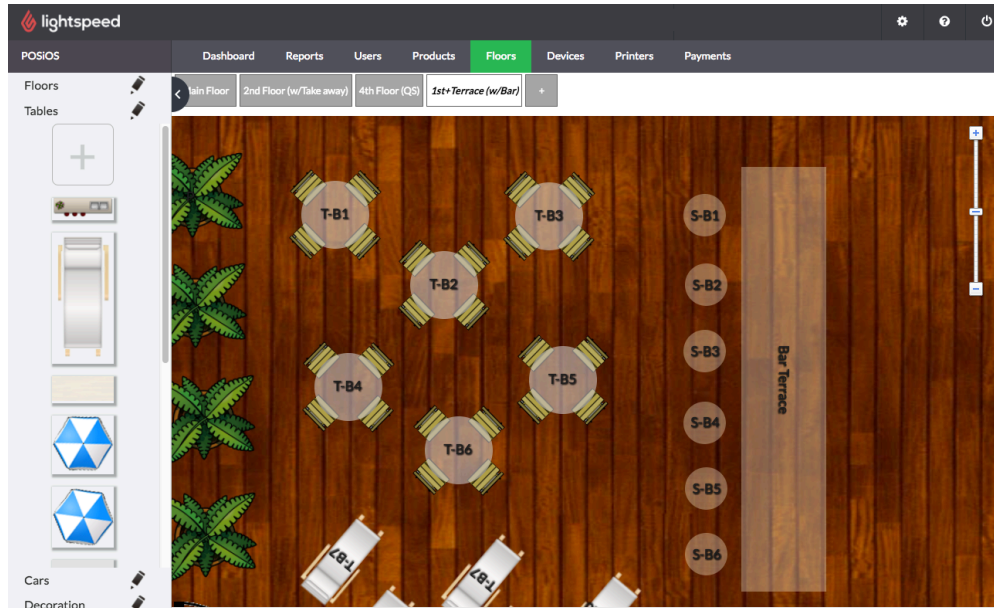 lightspeed
POSiOS
Dashboard Reports Users Products Floors Devices Printers Payments
Floors
Tables
ain Floor 2nd Floor (w/Take away) 4th Floor (QS) 1st+Terrace (w/Bar) +
T-B1
T-B3
S-B1
T-B2
S-B2
S-B3
Bar Terrace
T-B4
T-B5
S-B4
T-B6
S-B5
S-B6
T-B7
T-B7
Cars
Decoration